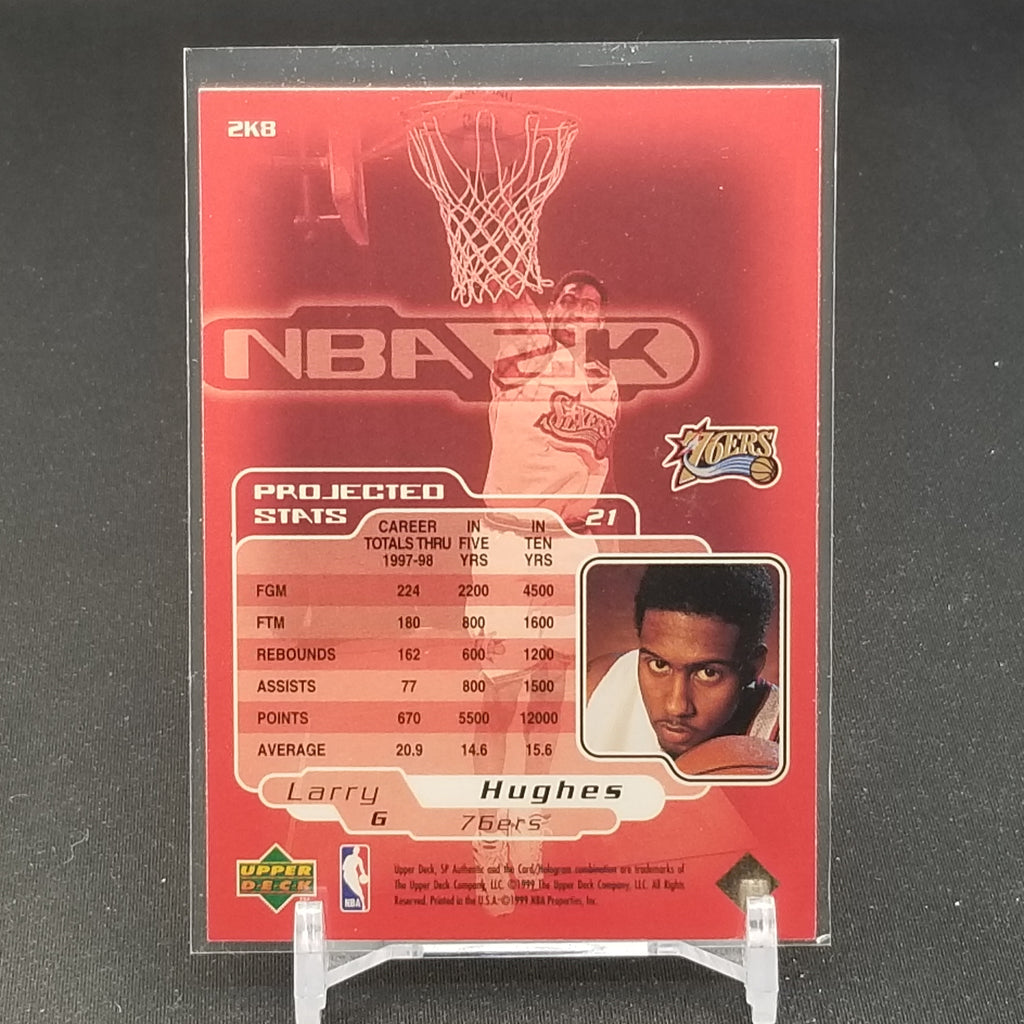 2K8
NBA 2K
76ERS
PROJECTED
STATS 21
CAREER TOTALS THRU 1997-98 IN FIVE YRS IN TEN YRS
FGM 224 2200 4500
FTM 180 800 1600
REBOUNDS 162 600 1200
ASSISTS 77 800 1500
POINTS 670 5500 12000
AVERAGE 20.9 14.6 15.6
Larry Hughes
G 76ers
UPPER
DECK
NBA
Upper Deck, SP Authentic and the Card/Hologram combination are trademarks of
The Upper Deck Company, LLC. ©1999 The Upper Deck Company, LLC. All Rights
Reserved. Printed in the U.S.A. ©1999 NBA Properties, Inc.